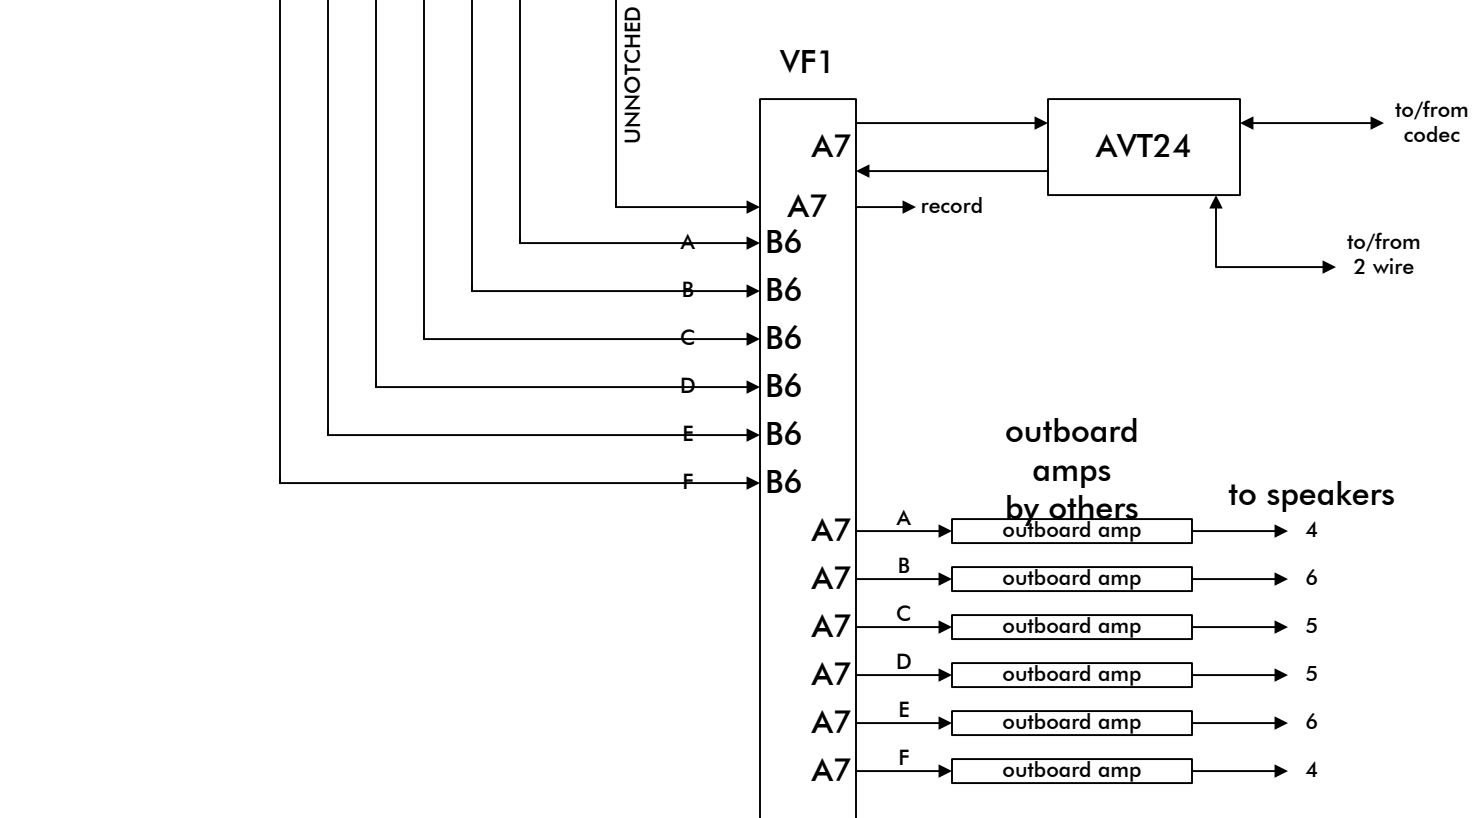 UNNOTCHED
VF1
A7
AVT24
to/from
codec
A7
record
A
B6
to/from
2 wire
B
B6
C
B6
D
B6
E
B6
F
B6
outboard
amps
by others
to speakers
A7
A
outboard amp
4
A7
B
outboard amp
6
A7
C
outboard amp
5
A7
D
outboard amp
5
A7
E
outboard amp
6
A7
F
outboard amp
4